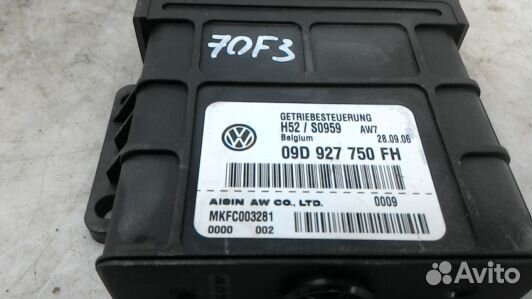 70F3
GETRIEBESTEUERUNG
H52 / S0959 AW7
Belgium 28.09.06
09D 927 750 FH
AISIN AW CO., LTD. 0009
MKFC003281
0000 002
Avito